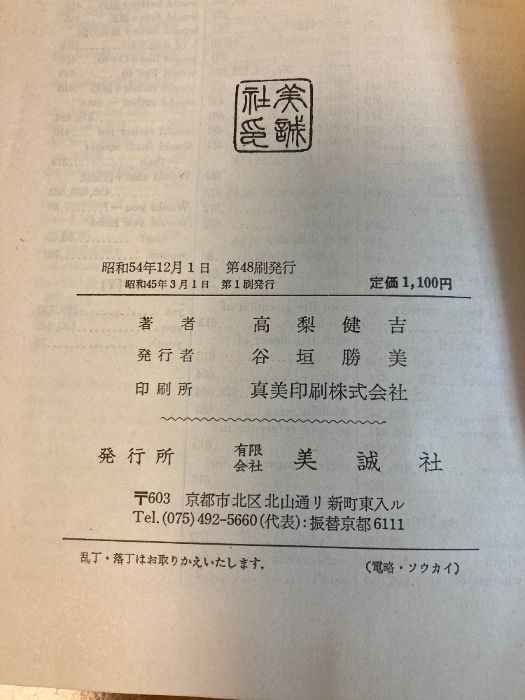 美誠
社印
昭和54年12月1日 第48刷発行
昭和45年3月1日 第1刷発行
定価1,100円
著者 高梨健吉
発行者 谷垣勝美
印刷所 真美印刷株式会社
発行所 有限会社 美誠社
〒603 京都市北区北山通リ新町東入ル
Tel.(075)492-5660(代表):振替京都6111
乱丁・落丁はお取りかえいたします. (電略・ソウカイ)